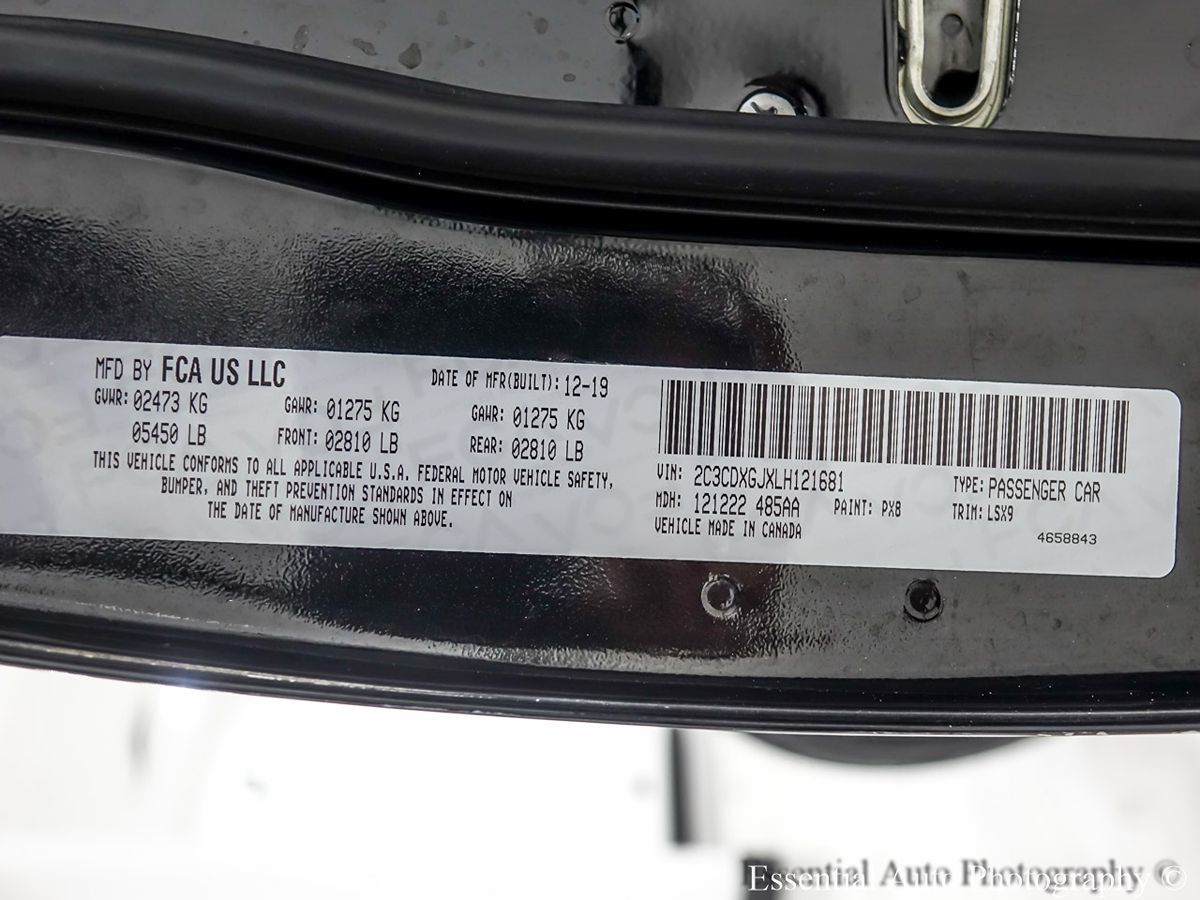 MFD BY FCA US LLC
DATE OF MFR(BUILT): 12-19
GVWR: 02473 KG GAWR: 01275 KG GAWR: 01275 KG
05450 LB FRONT: 02810 LB REAR: 02810 LB
THIS VEHICLE CONFORMS TO ALL APPLICABLE U.S.A. FEDERAL MOTOR VEHICLE SAFETY,
BUMPER, AND THEFT PREVENTION STANDARDS IN EFFECT ON
THE DATE OF MANUFACTURE SHOWN ABOVE.
VIN: 2C3CDXGJXLH121681 TYPE: PASSENGER CAR
MDH: 121222 485AA PAINT: PX8 TRIM: LSX9
VEHICLE MADE IN CANADA
4658843
Essential Auto Photography ©